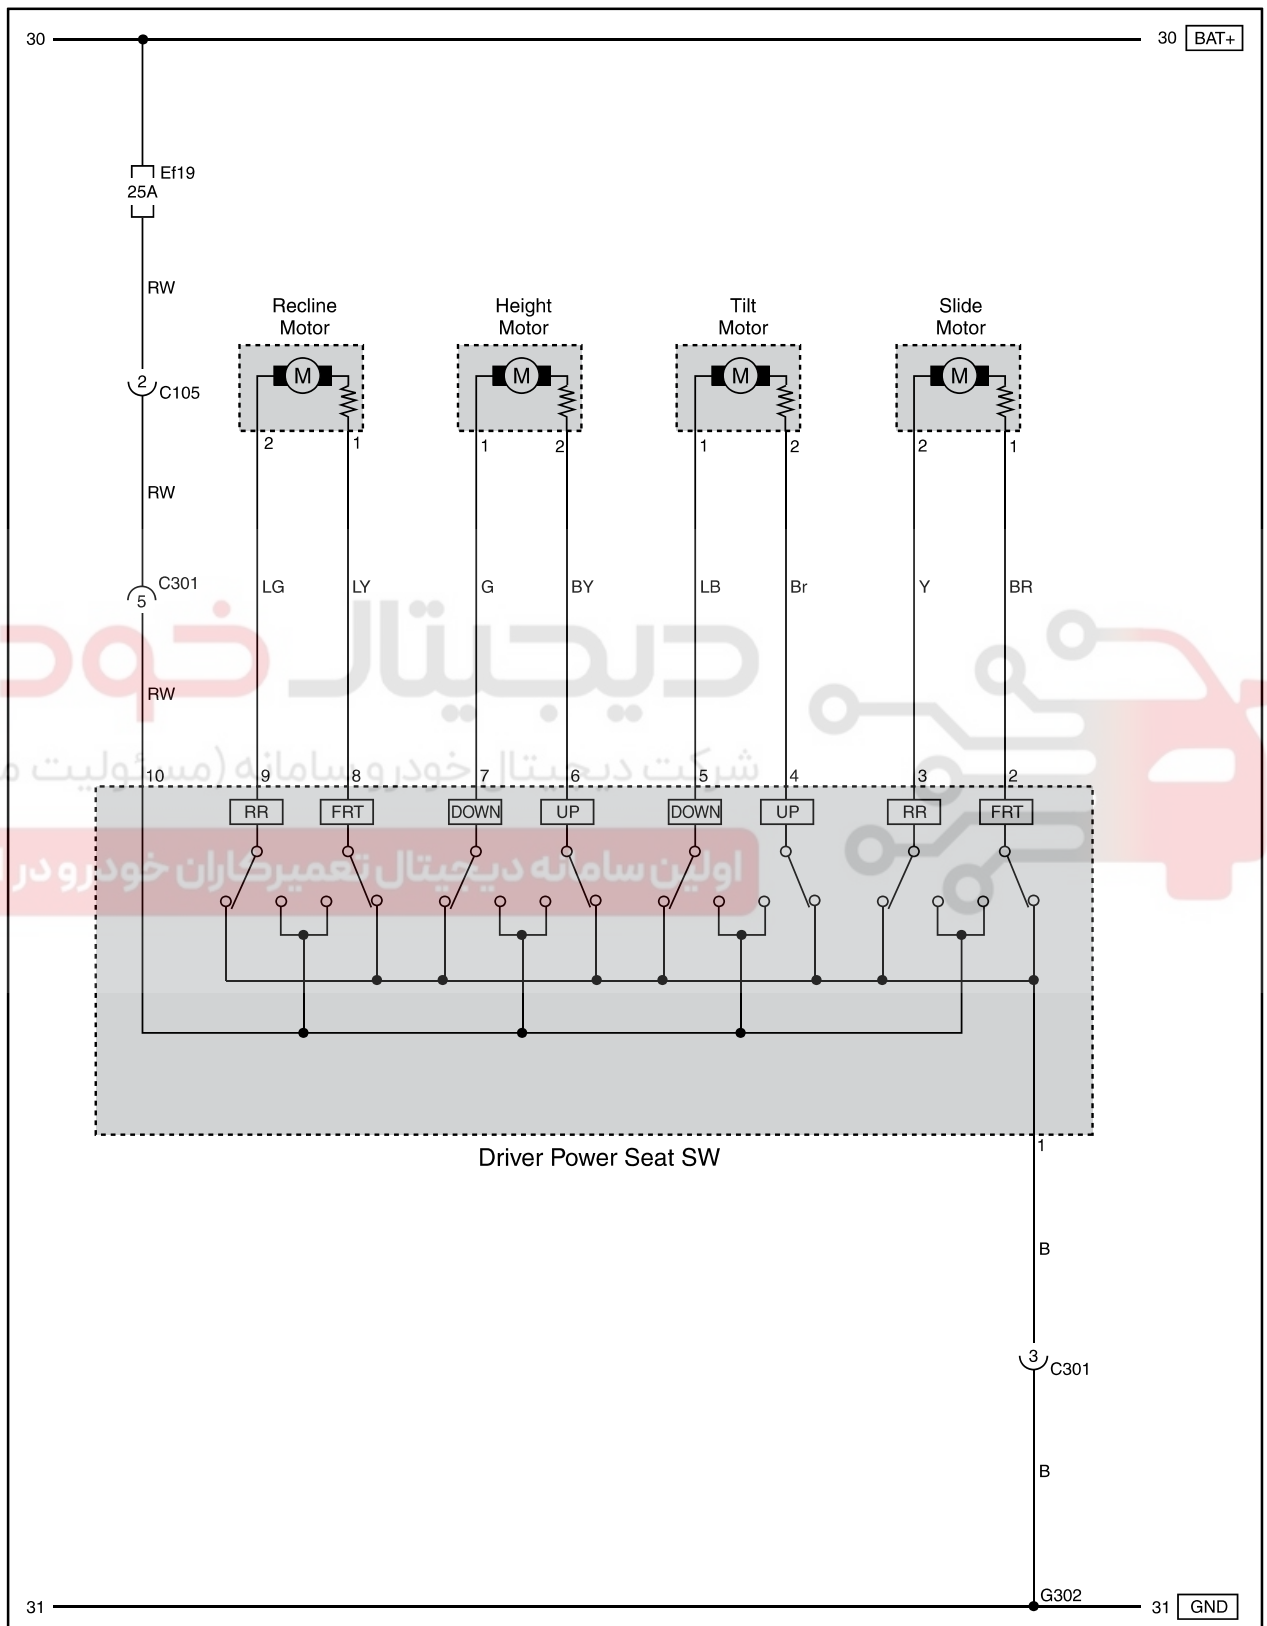 30
30 BAT+
Ef19
25A
RW
Recline
Motor
Height
Motor
Tilt
Motor
Slide
Motor
M
M
M
M
2
C105
2
1
1
2
1
2
2
1
RW
C301
5
LG
LY
G
BY
LB
Br
Y
BR
دیجیتال خود
RW
شرکت دیجیتال خودرو سامانه (مسئولیت
10
9
8
7
6
5
4
3
2
RR
FRT
DOWN
UP
DOWN
UP
RR
FRT
اولین سامانه دیجیتال تعمیرکاران خودرو در
1
Driver Power Seat SW
B
3
C301
B
G302
31
31 GND